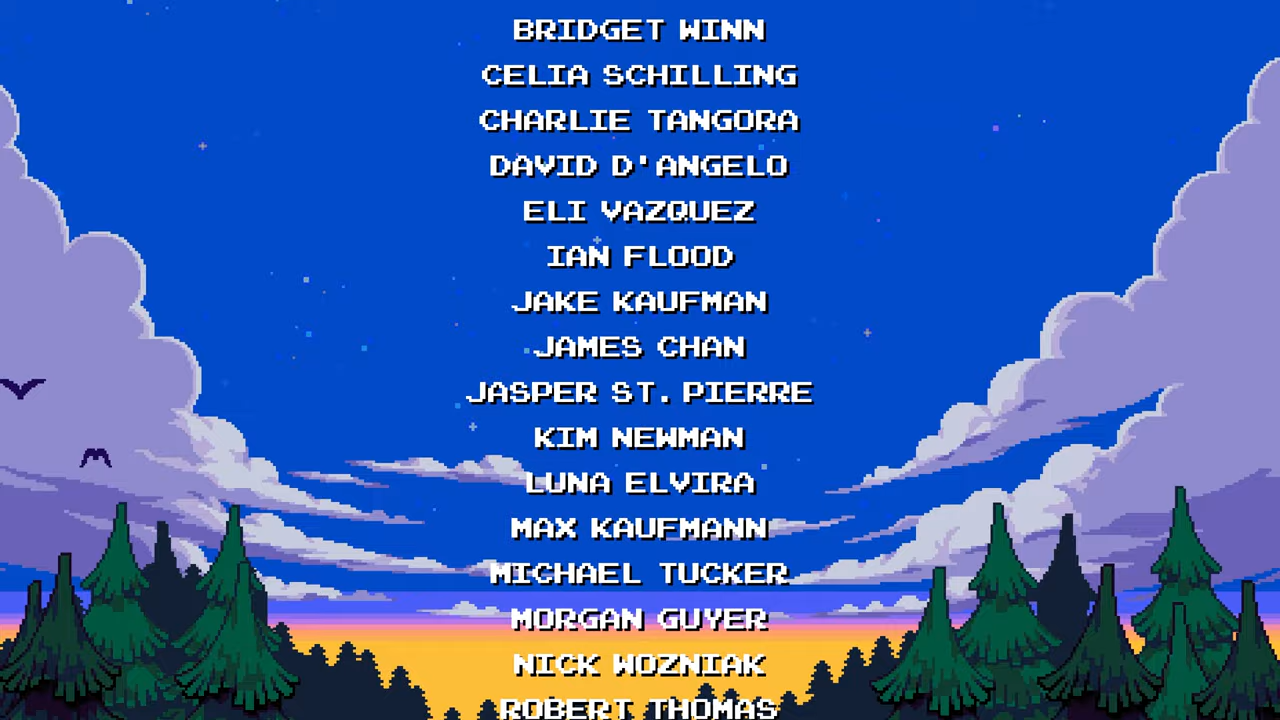 BRIDGET WINN
CELIA SCHILLING
CHARLIE TANGORA
DAVID D'ANGELO
ELI VAZQUEZ
IAN FLOOD
JAKE KAUFMAN
JAMES CHAN
JASPER ST. PIERRE
KIM NEWMAN
LUNA ELVIRA
MAX KAUFMANN
MICHAEL TUCKER
MORGAN GUYER
NICK WOZNIAK
ROBERT THOMAS